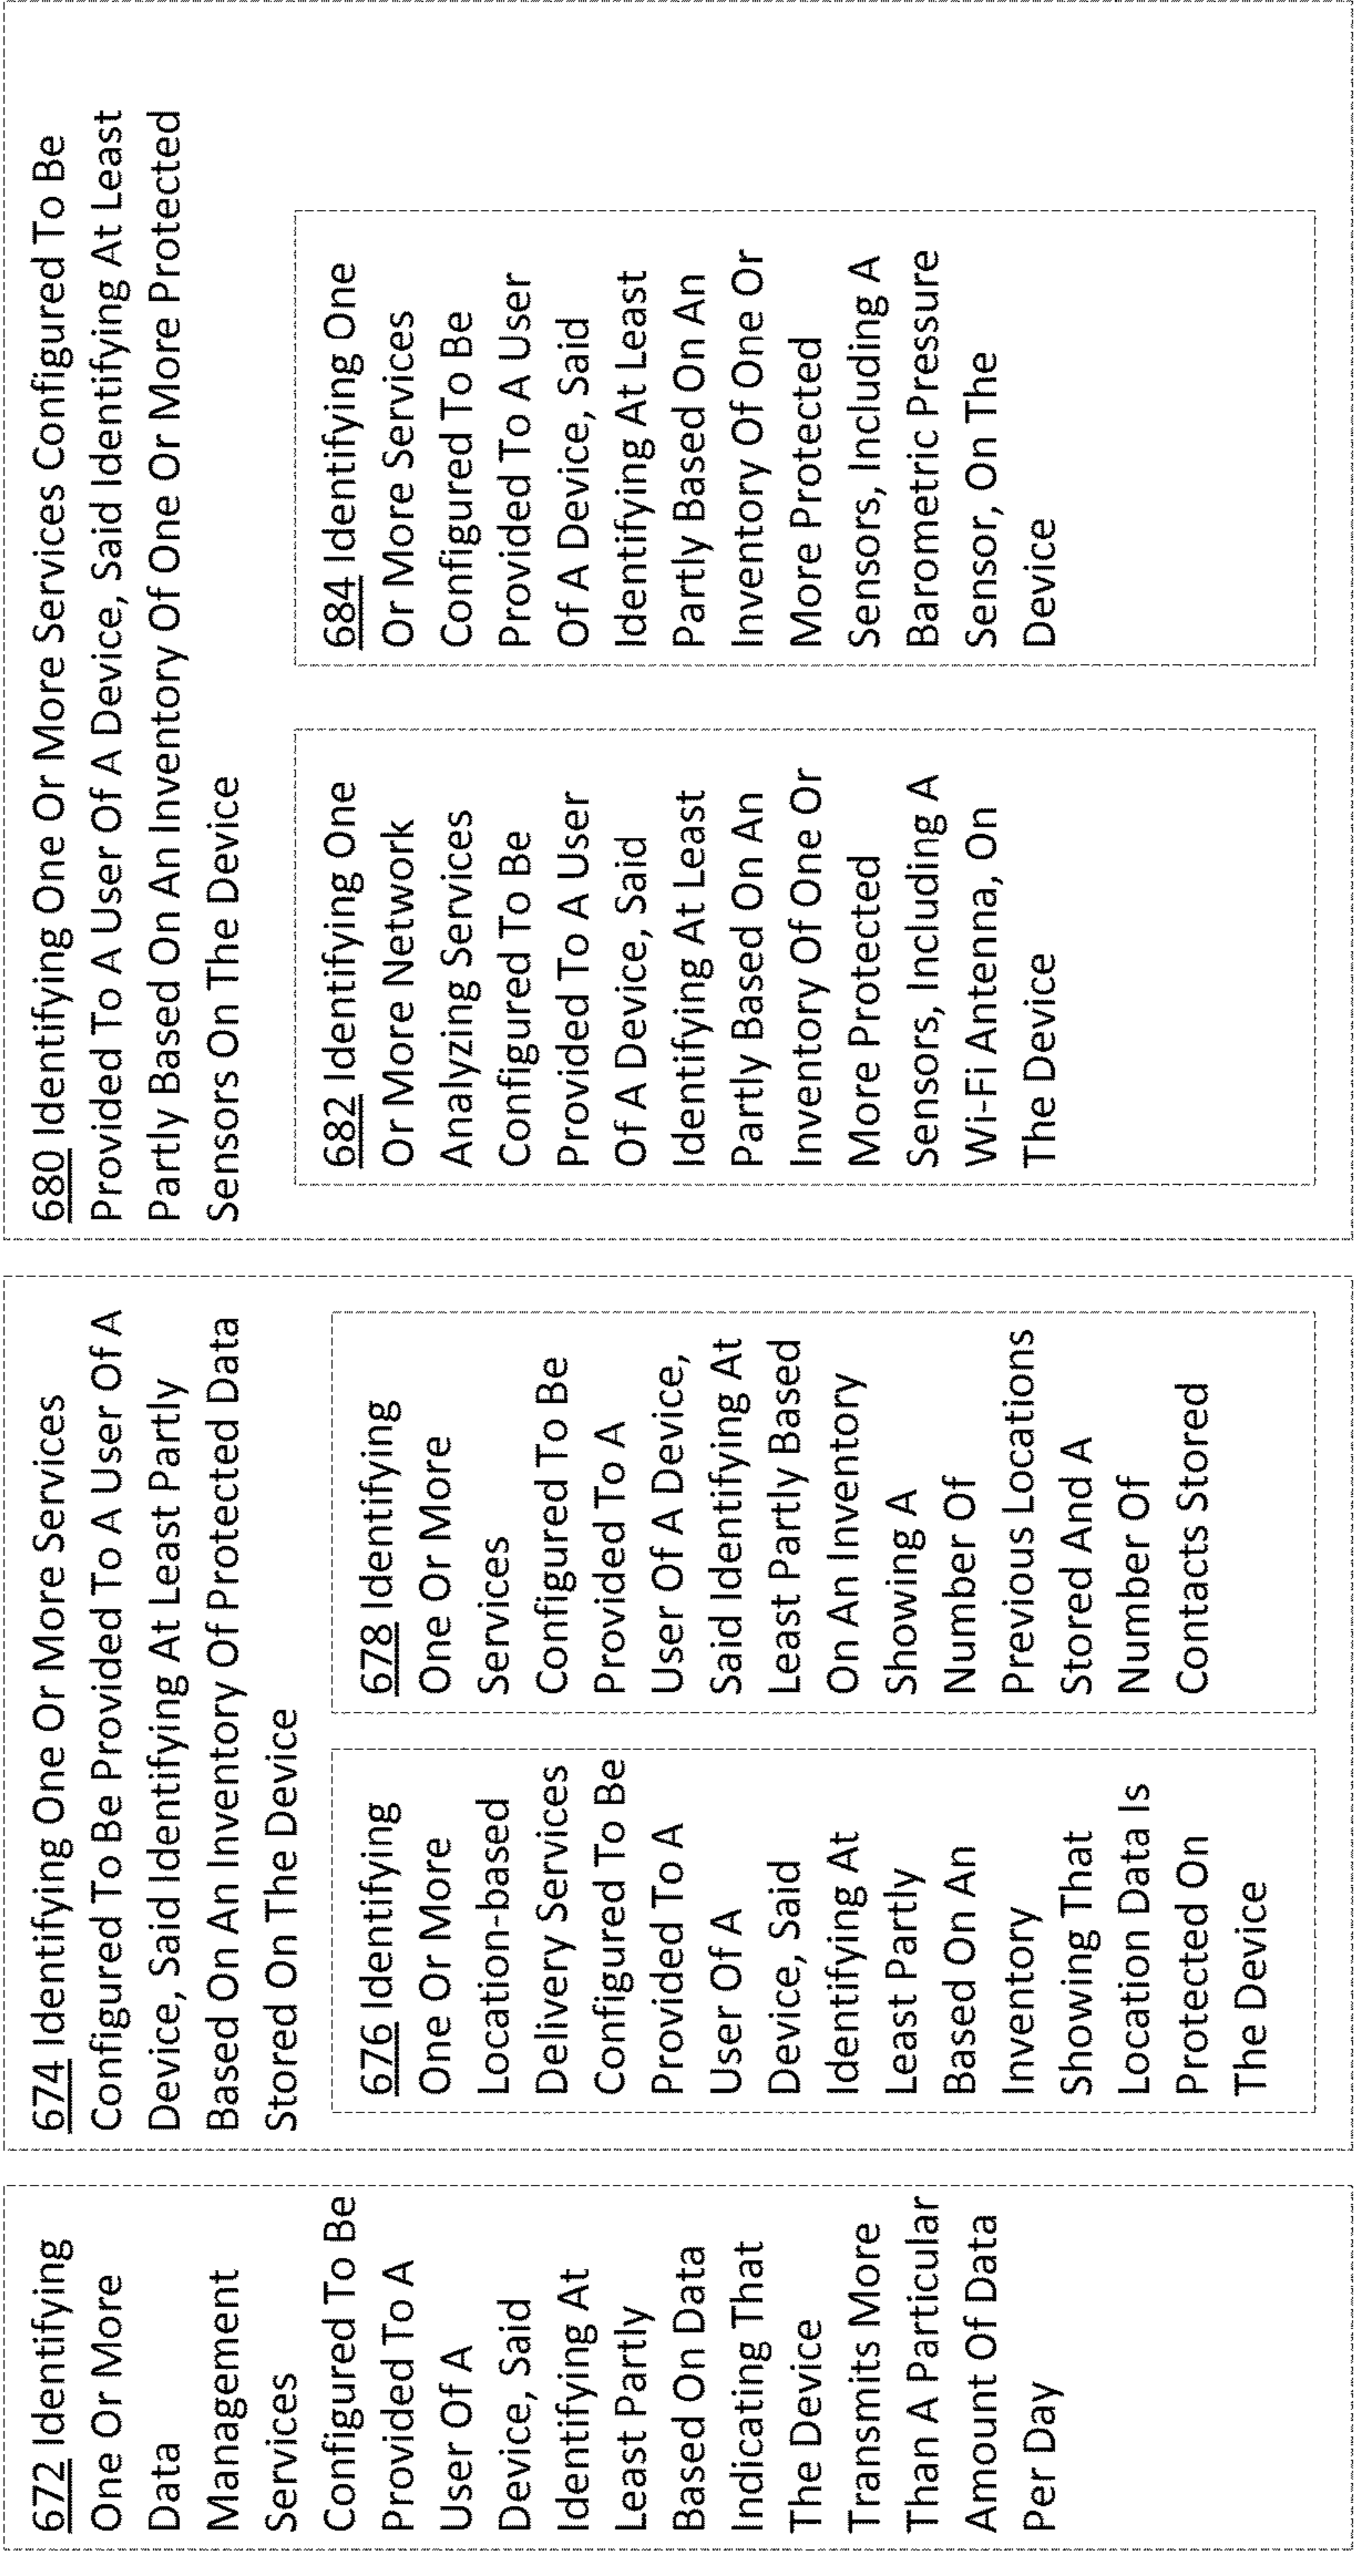 672 Identifying
One Or More
Data
Management
Services
Configured To Be
Provided To A
User Of A
Device, Said
Identifying At
Least Partly
Based On Data
Indicating That
The Device
Transmits More
Than A Particular
Amount Of Data
Per Day
674 Identifying One Or More Services
Configured To Be Provided To A User Of A
Device, Said Identifying At Least Partly
Based On An Inventory Of Protected Data
Stored On The Device
676 Identifying
One Or More
Location-based
Delivery Services
Configured To Be
Provided To A
User Of A
Device, Said
Identifying At
Least Partly
Based On An
Inventory
Showing That
Location Data Is
Protected On
The Device
678 Identifying
One Or More
Services
Configured To Be
Provided To A
User Of A Device,
Said Identifying At
Least Partly Based
On An Inventory
Showing A
Number Of
Previous Locations
Stored And A
Number Of
Contacts Stored
680 Identifying One Or More Services Configured To Be
Provided To A User Of A Device, Said Identifying At Least
Partly Based On An Inventory Of One Or More Protected
Sensors On The Device
682 Identifying One
Or More Network
Analyzing Services
Configured To Be
Provided To A User
Of A Device, Said
Identifying At Least
Partly Based On An
Inventory Of One Or
More Protected
Sensors, Including A
Wi-Fi Antenna, On
The Device
684 Identifying One
Or More Services
Configured To Be
Provided To A User
Of A Device, Said
Identifying At Least
Partly Based On An
Inventory Of One Or
More Protected
Sensors, Including A
Barometric Pressure
Sensor, On The
Device